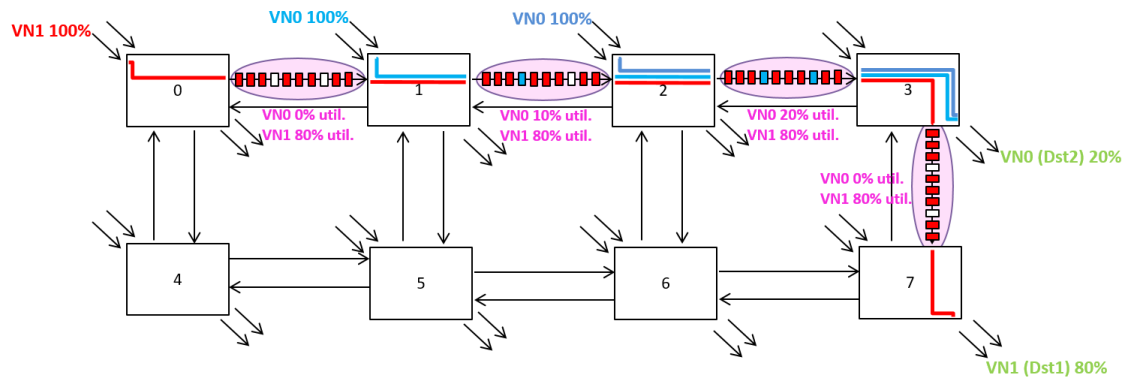 VN1 100%
VN0 100%
VN0 100%
0
1
2
3
VN0 0% util.
VN1 80% util.
VN0 10% util.
VN1 80% util.
VN0 20% util.
VN1 80% util.
VN0 (Dst2) 20%
VN0 0% util.
VN1 80% util.
4
5
6
7
VN1 (Dst1) 80%